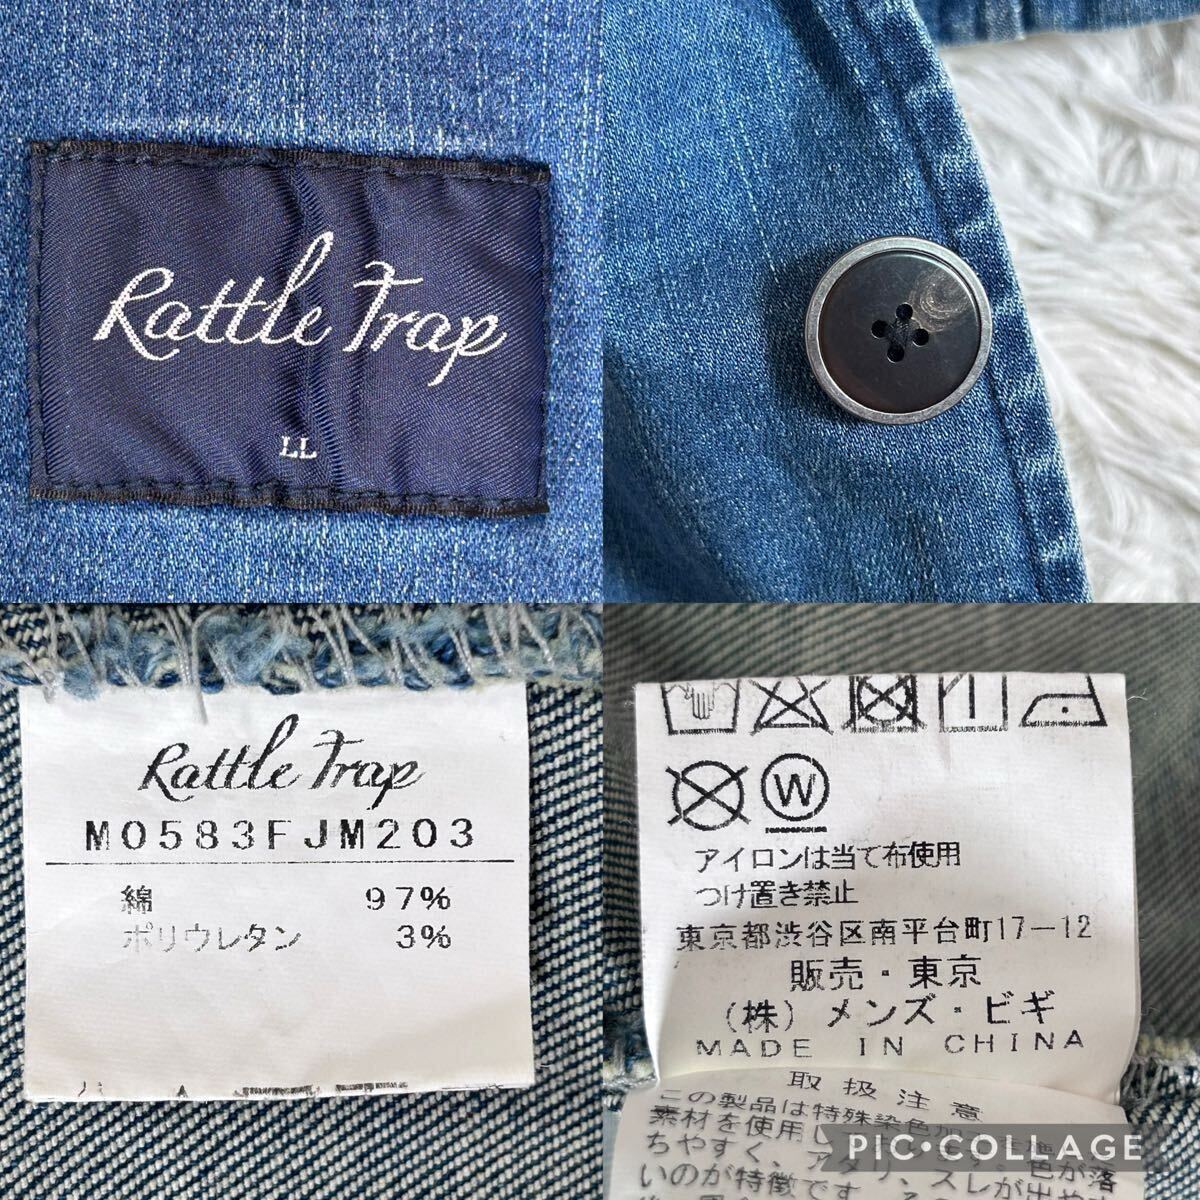 Rattle Trap
LL
Rattle Trap
M0583FJM203
綿 97%
ポリウレタン 3%
W
アイロンは当て布使用
つけ置き禁止
東京都渋谷区南平台町17-12
販売・東京
(株)メンズ・ビギ
MADE IN CHINA
取扱注意
この製品は特殊染色加
素材を使用し
色が落
ちやすく、アタリ、スレが出
いのが特徴です。
PIC•COLLAGE